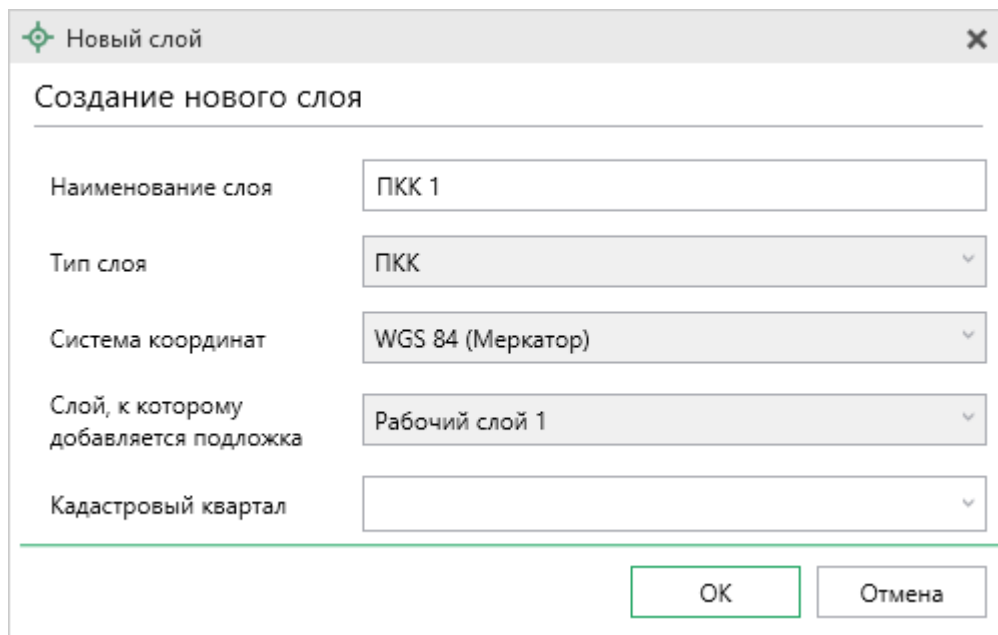 Новый слой
Создание нового слоя
Наименование слоя
ПКК 1
Тип слоя
ПКК
Система координат
WGS 84 (Меркатор)
Слой, к которому
добавляется подложка
Рабочий слой 1
Кадастровый квартал
ОК
Отмена